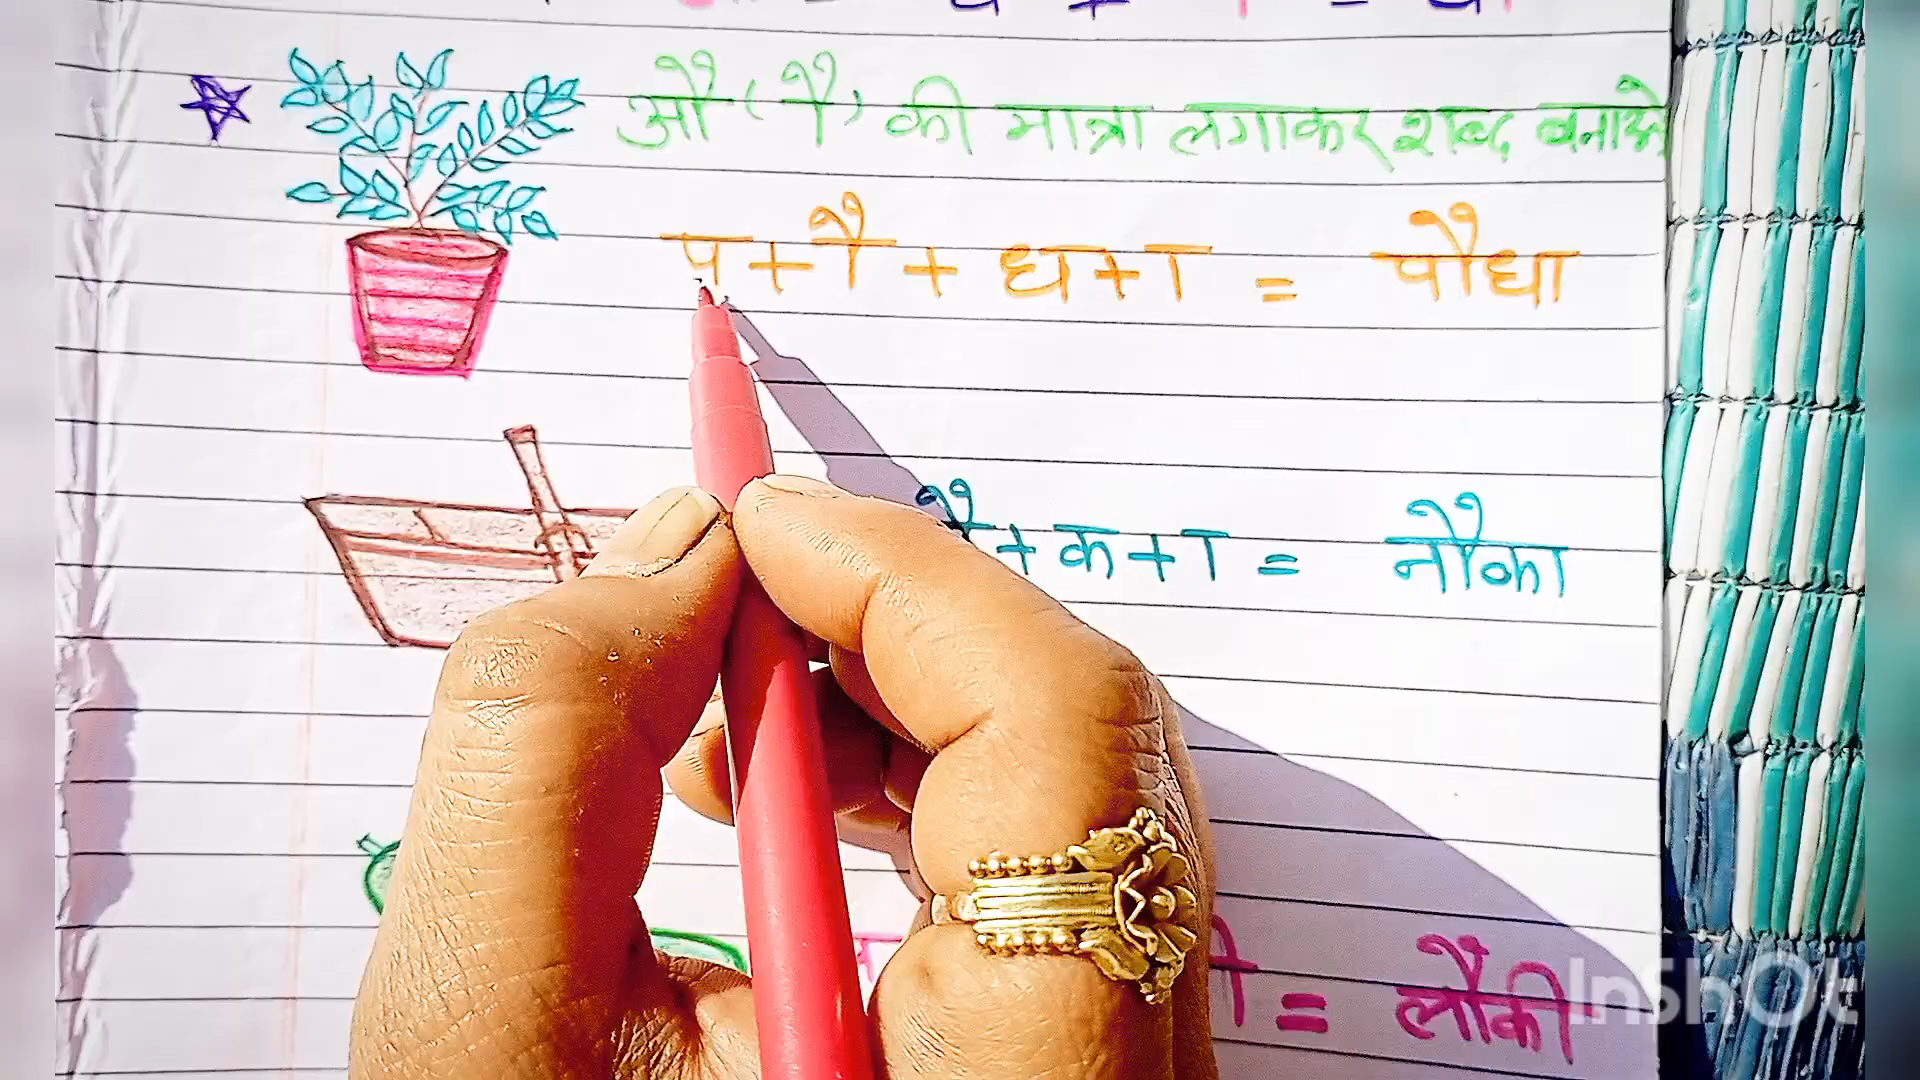 औ (ौ) की मात्रा लगाकर शब्द बनाओ
प + ौ + ध + ा = पौधा
ौ + क + ा = नौका
ी = लौकी
InShOt